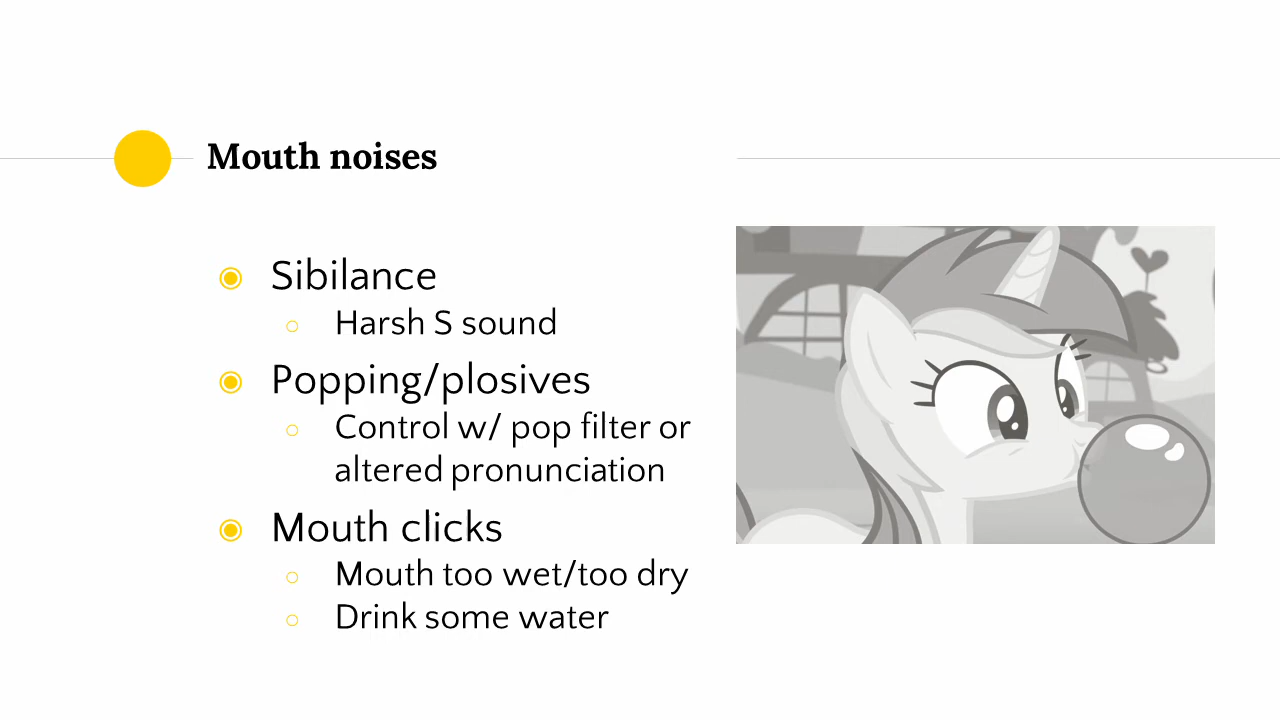 Mouth noises
Sibilance
Harsh S sound
Popping/plosives
Control w/ pop filter or
altered pronunciation
Mouth clicks
Mouth too wet/too dry
Drink some water